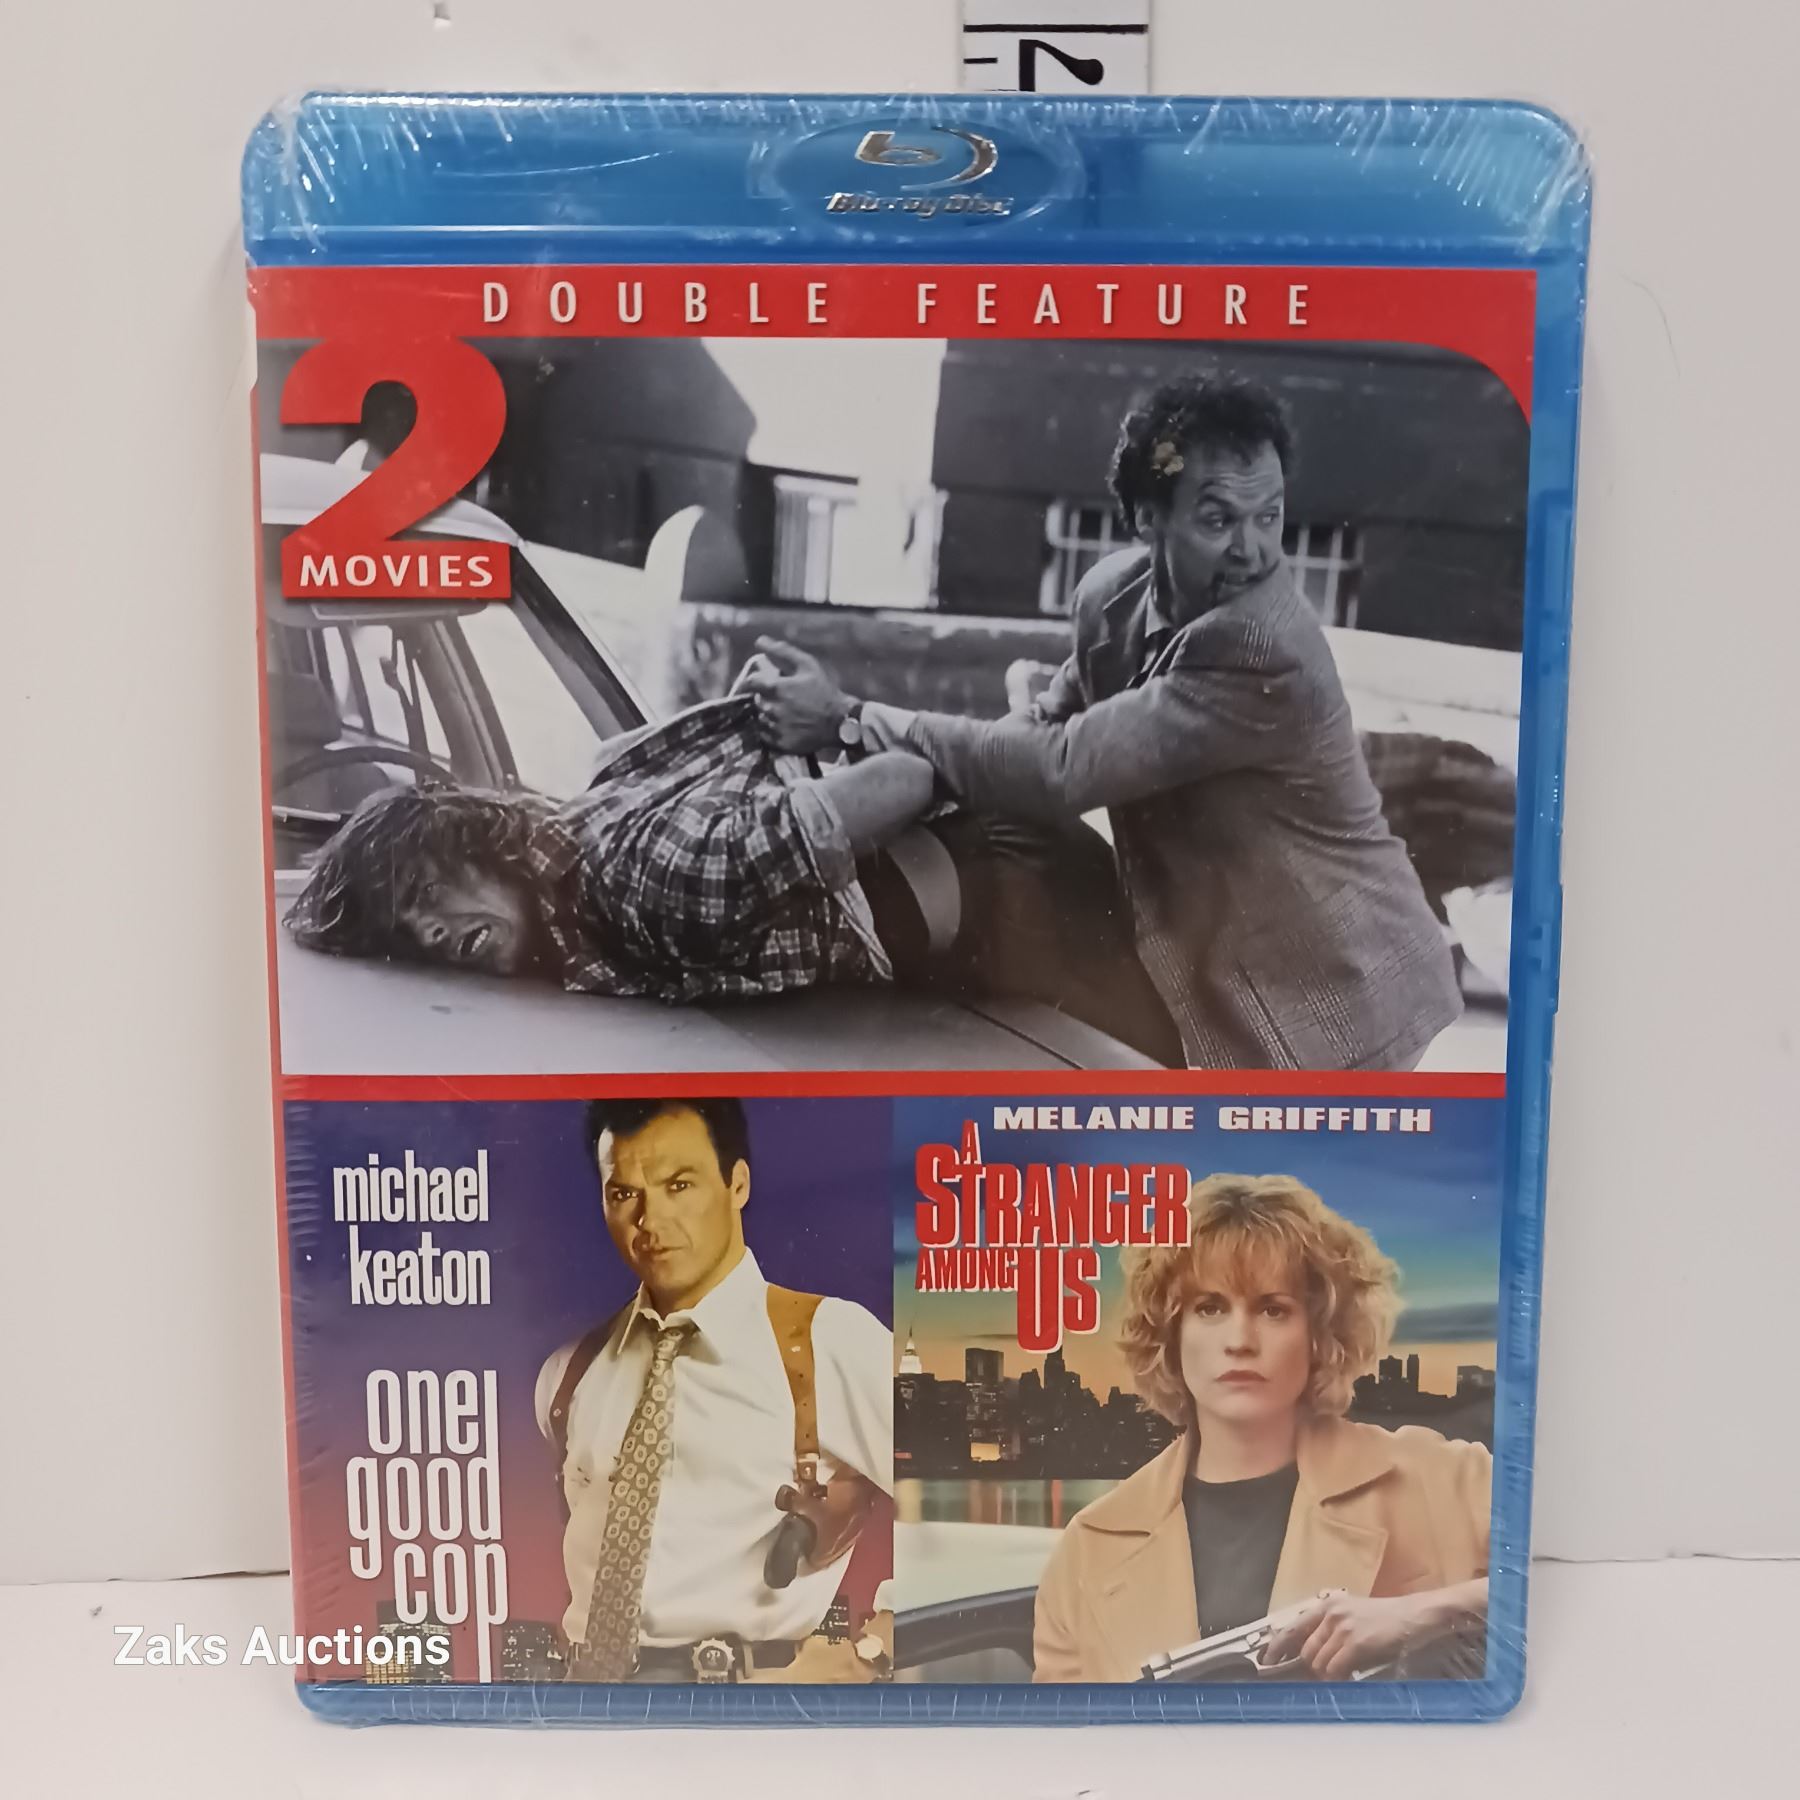 2
Blu-ray Disc
DOUBLE FEATURE
2
MOVIES
michael
keaton
one
good
cop
MELANIE GRIFFITH
A
STRANGER
AMONG US
Zaks Auctions